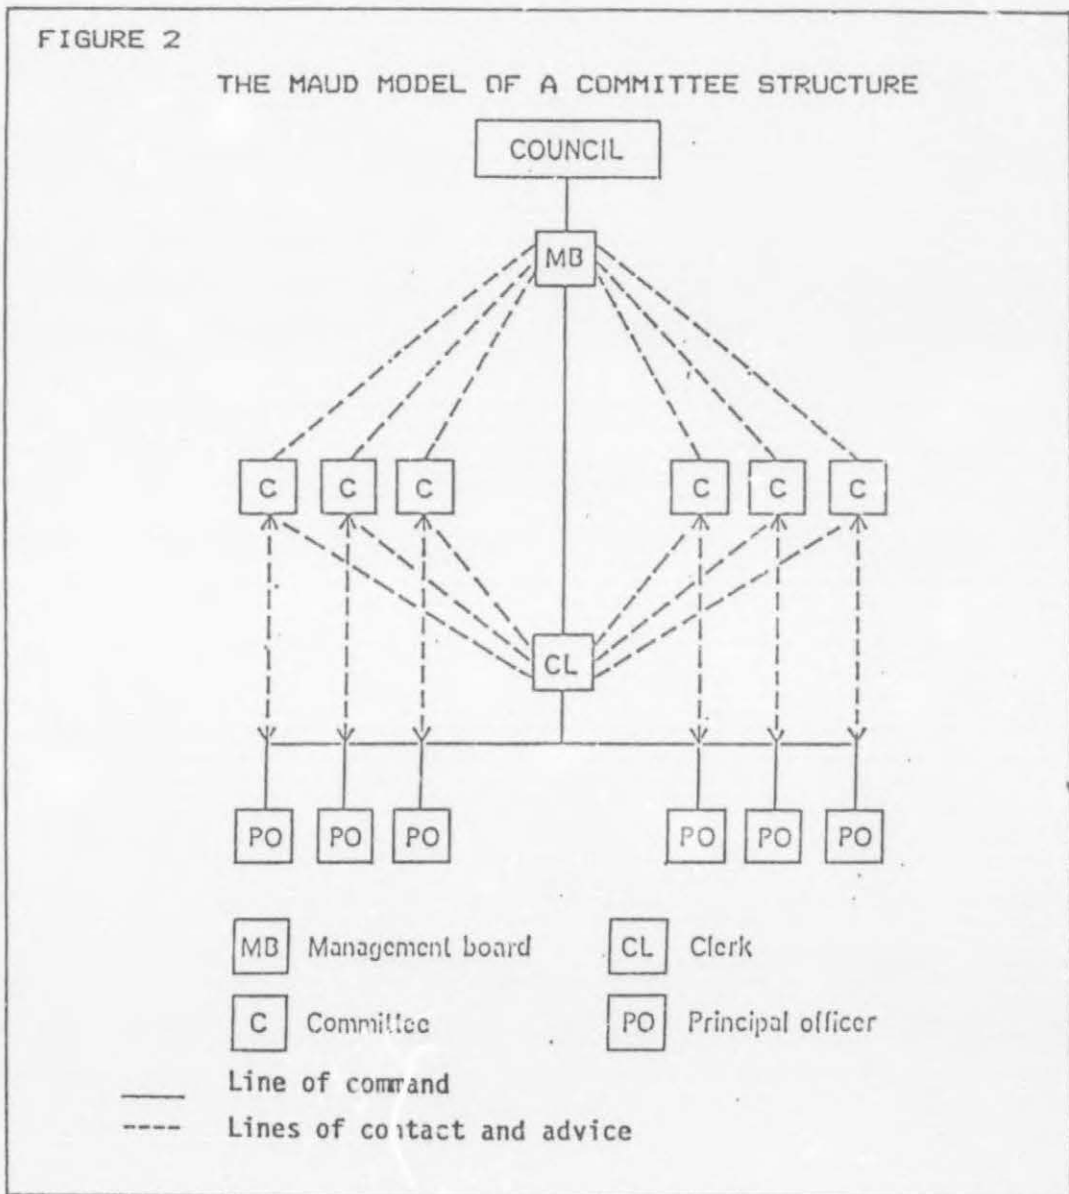 FIGURE 2
THE MAUD MODEL OF A COMMITTEE STRUCTURE
COUNCIL
MB
C C C C C C
CL
PO PO PO PO PO PO
MB Management board CL Clerk
C Committee PO Principal officer
Line of command
Lines of contact and advice